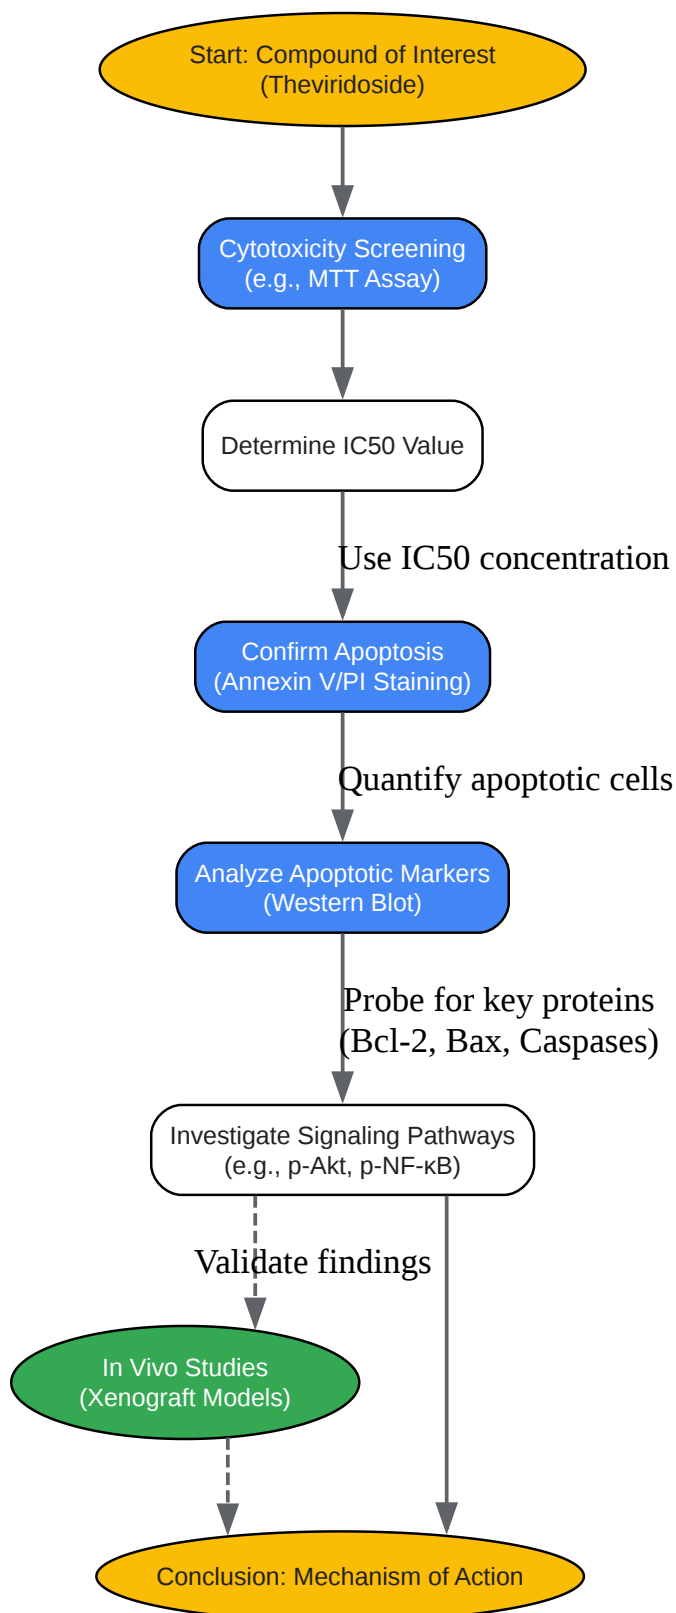 Start: Compound of Interest
(Theviridoside)
Cytotoxicity Screening
(e.g., MTT Assay)
Determine IC50 Value
Use IC50 concentration
Confirm Apoptosis
(Annexin V/PI Staining)
Quantify apoptotic cells
Analyze Apoptotic Markers
(Western Blot)
Probe for key proteins
(Bcl-2, Bax, Caspases)
Investigate Signaling Pathways
(e.g., p-Akt, p-NF-κB)
Validate findings
In Vivo Studies
(Xenograft Models)
Conclusion: Mechanism of Action